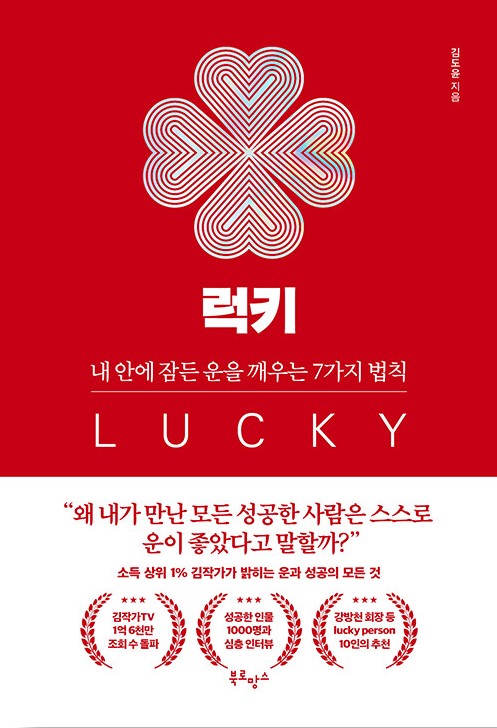 김도윤 지음
럭키
내 안에 잠든 운을 깨우는 7가지 법칙
LUCKY
“왜 내가 만난 모든 성공한 사람은 스스로
운이 좋았다고 말할까?”
소득 상위 1% 김작가가 밝히는 운과 성공의 모든 것
김작가TV
1억 6천만
조회 수 돌파
성공한 인물
1000명과
심층 인터뷰
강방천 회장 등
lucky person
10인의 추천
북로망스